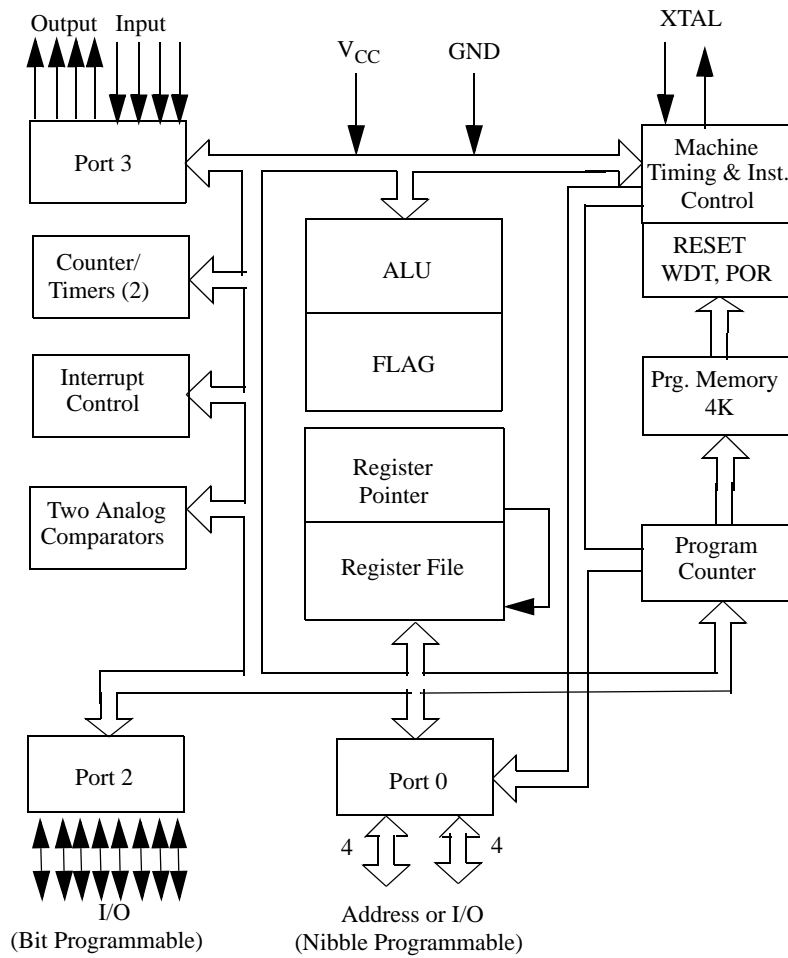 Output Input
V_CC
GND
XTAL
Port 3
Machine
Timing & Inst.
Control
RESET
WDT, POR
Counter/
Timers (2)
ALU
FLAG
Interrupt
Control
Prg. Memory
4K
Register
Pointer
Two Analog
Comparators
Register File
Program
Counter
Port 2
Port 0
4
4
I/O
(Bit Programmable)
Address or I/O
(Nibble Programmable)